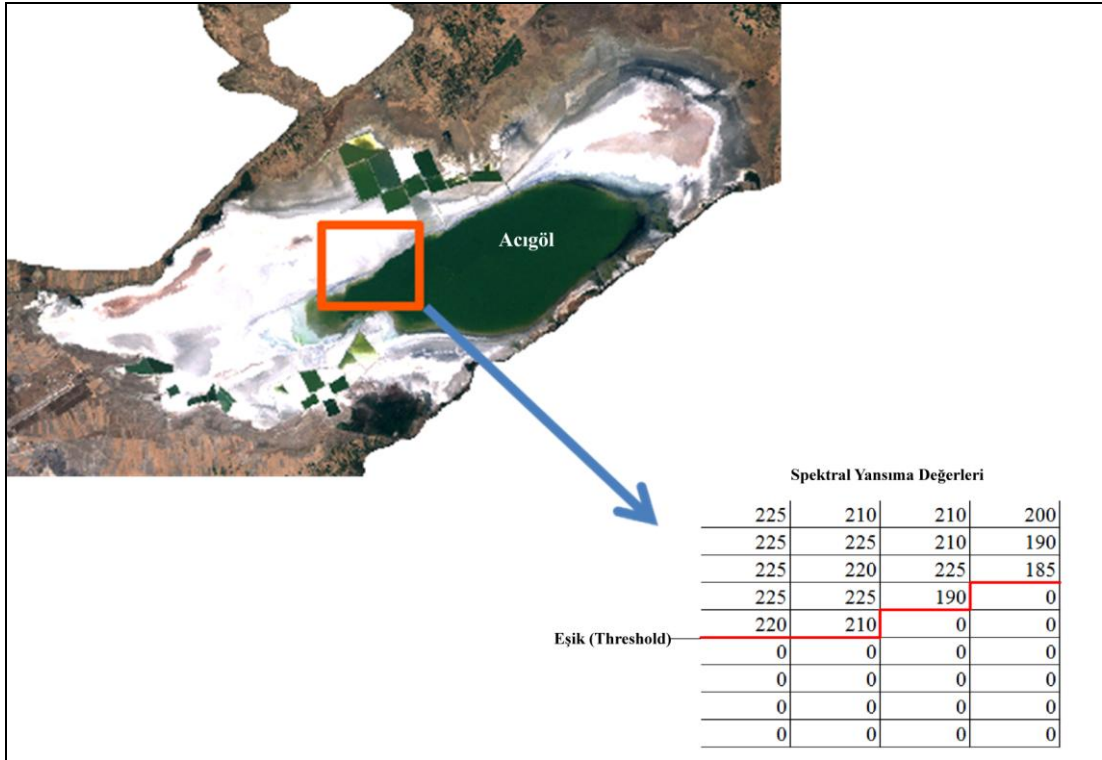 Acıgöl
Spektral Yansıma Değerleri
225 210 210 200
225 225 210 190
225 220 225 185
225 225 190 0
220 210 0 0
Eşik (Threshold)
0 0 0 0
0 0 0 0
0 0 0 0
0 0 0 0